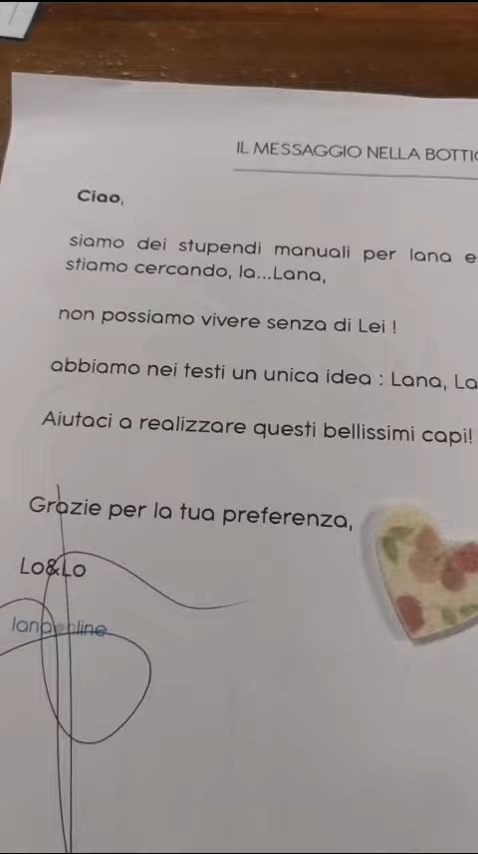 IL MESSAGGIO NELLA
Ciao,
siamo dei stupendi manuali per lana e
stiamo cercando, la...Lana,
non possiamo vivere senza di Lei !
abbiamo nei testi un unica idea : Lana, La
Aiutaci a realizzare questi bellissimi capi!
Grazie per la tua preferenza,
Lo&Lo